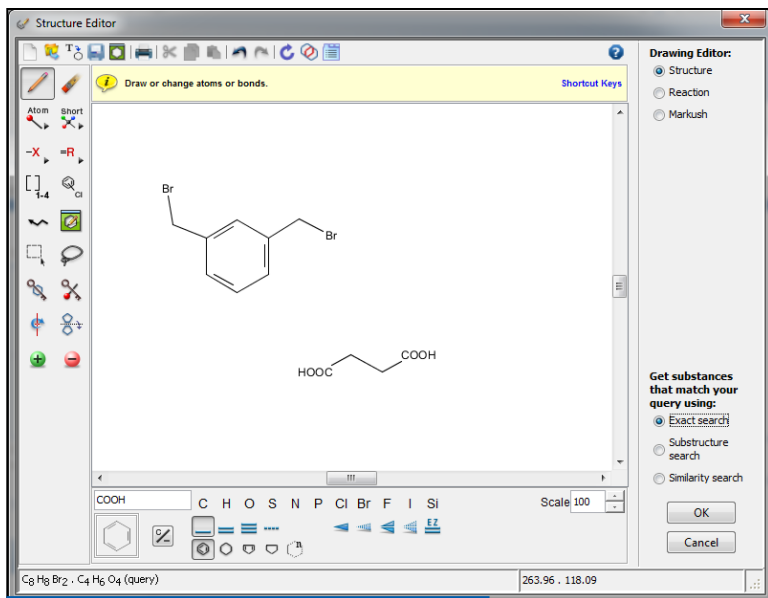 Structure Editor
Draw or change atoms or bonds.
Shortcut Keys
Drawing Editor:
Structure
Reaction
Markush
Atom
Short
-X
=R
[ ]1-4
Cl
Br
Br
HOOC
COOH
Get substances
that match your
query using:
Exact search
Substructure
search
Similarity search
OK
Cancel
COOH
C H O S N P Cl Br F I Si
Scale 100
EZ
n
C8 H8 Br2 . C4 H6 O4 (query)
263.96 . 118.09